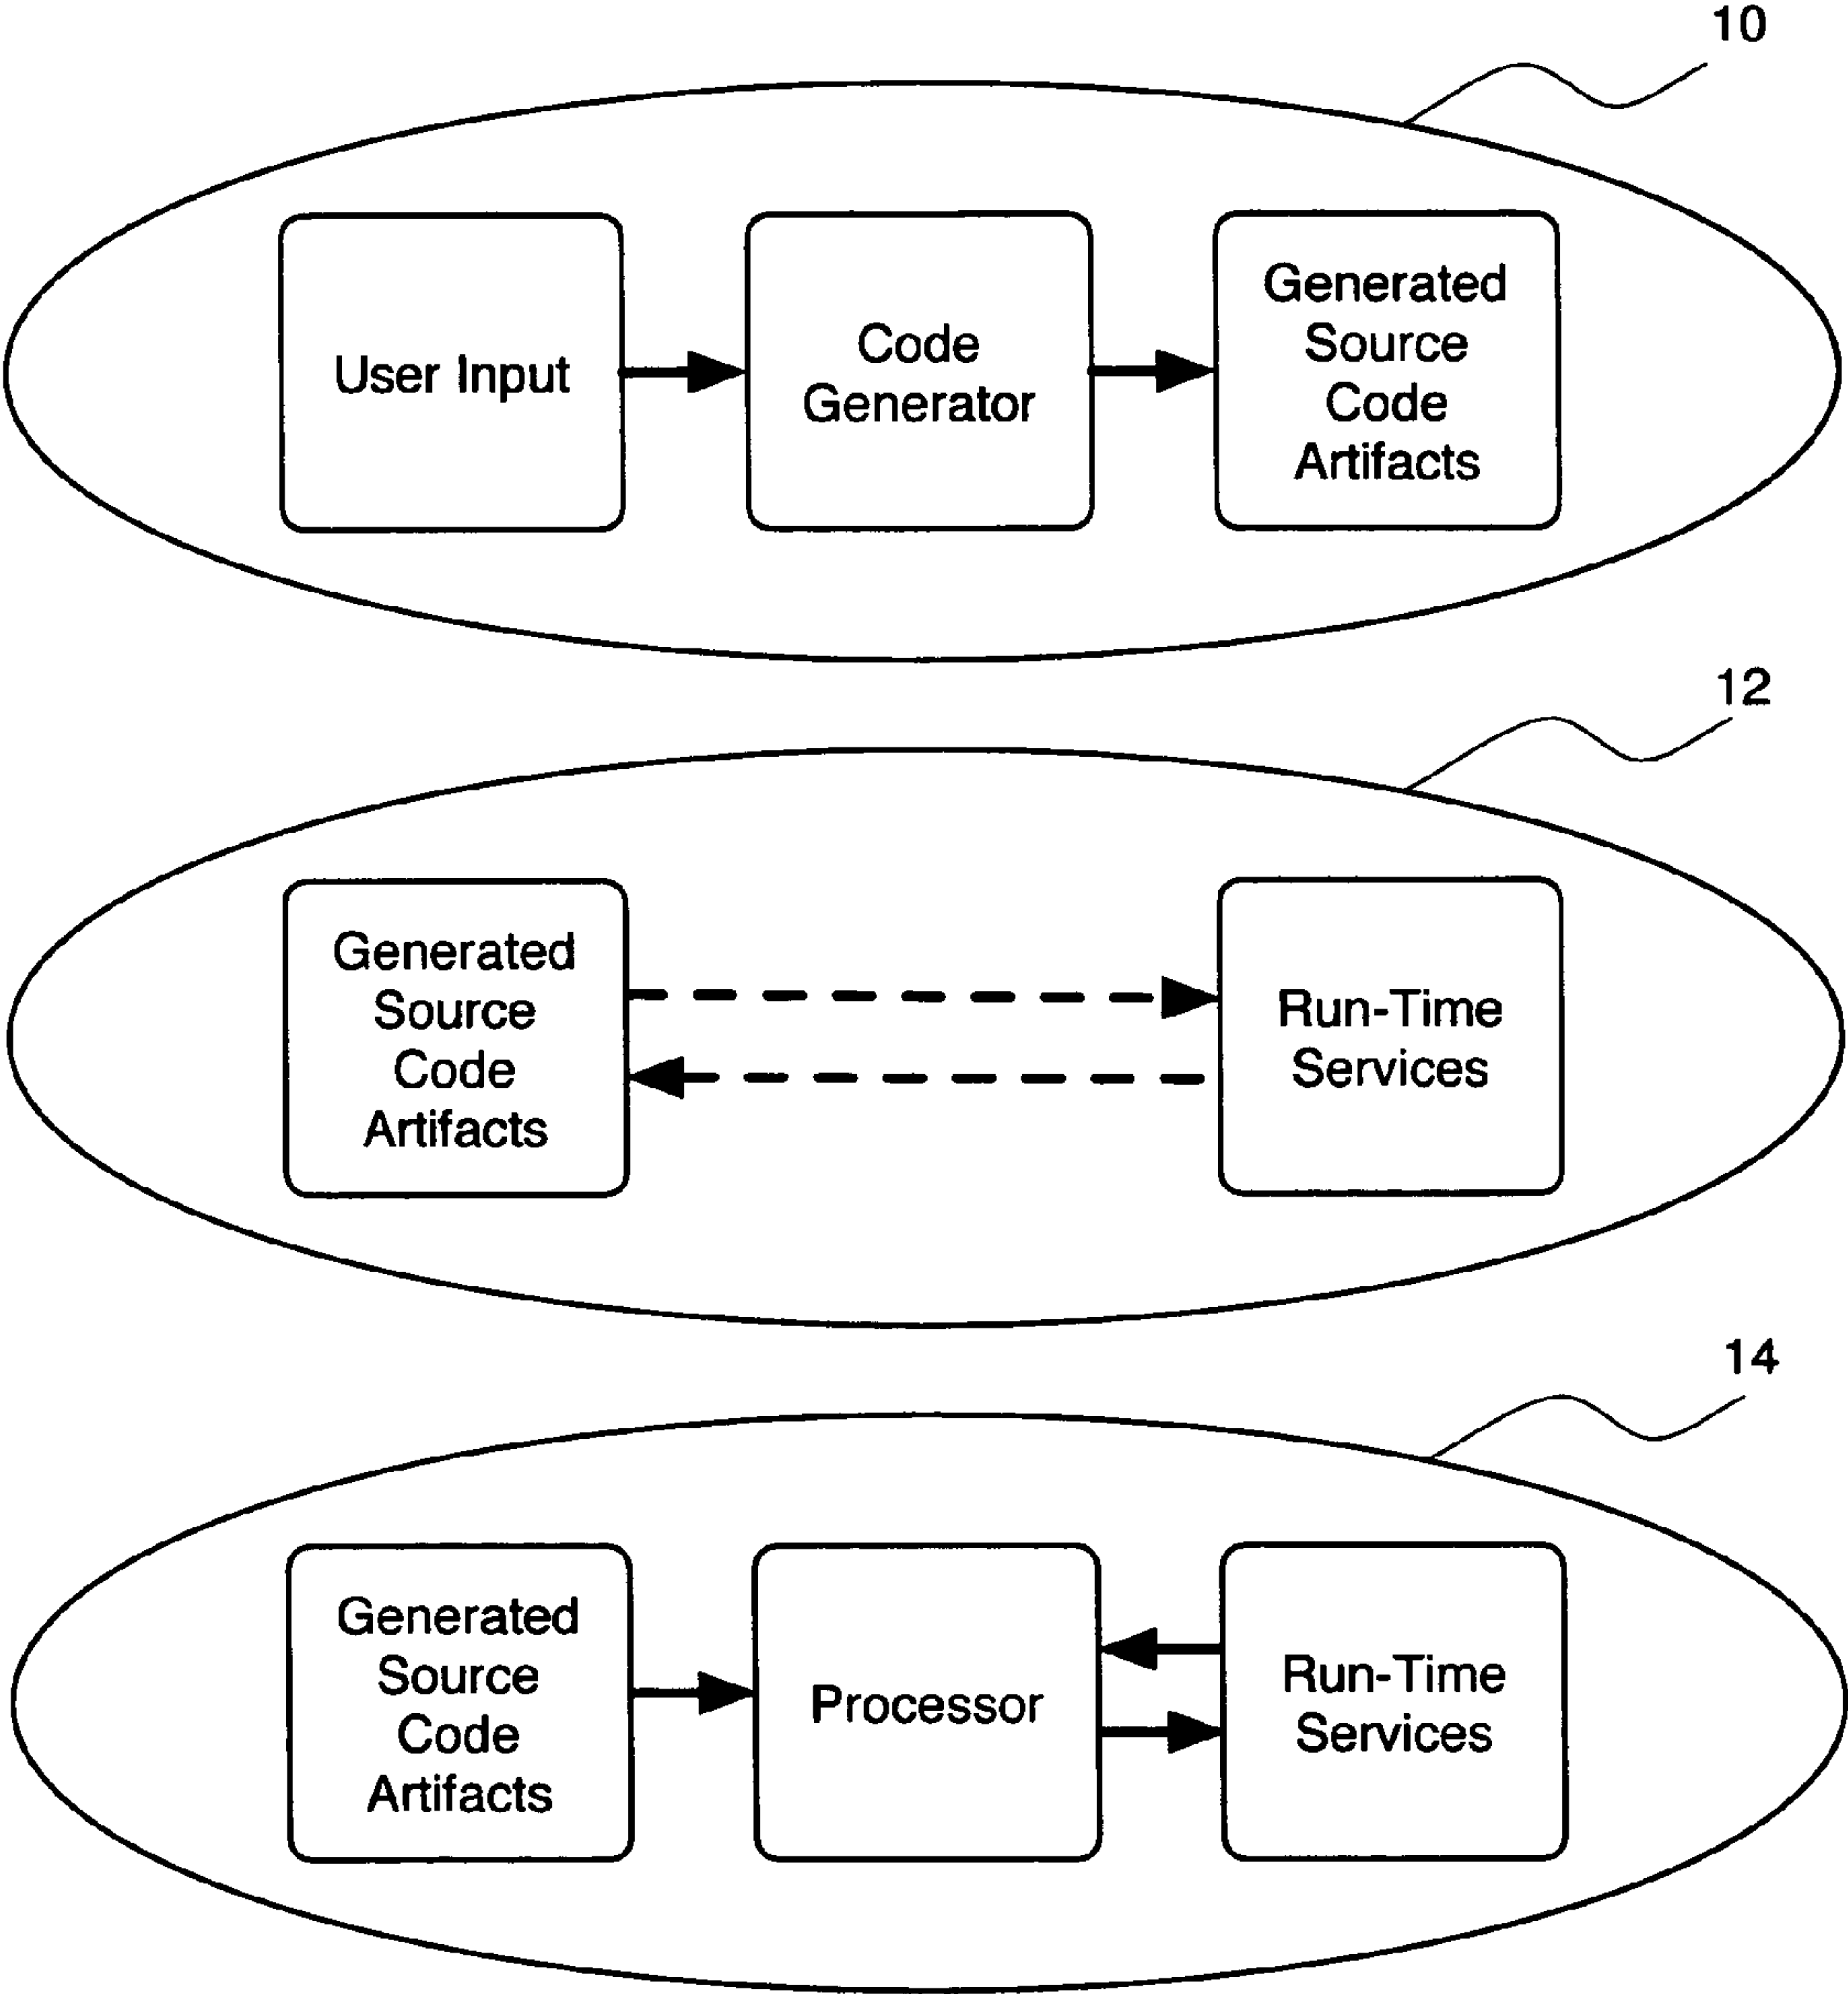 10
User Input
Code
Generator
Generated
Source
Code
Artifacts
12
Generated
Source
Code
Artifacts
Run-Time
Services
14
Generated
Source
Code
Artifacts
Processor
Run-Time
Services